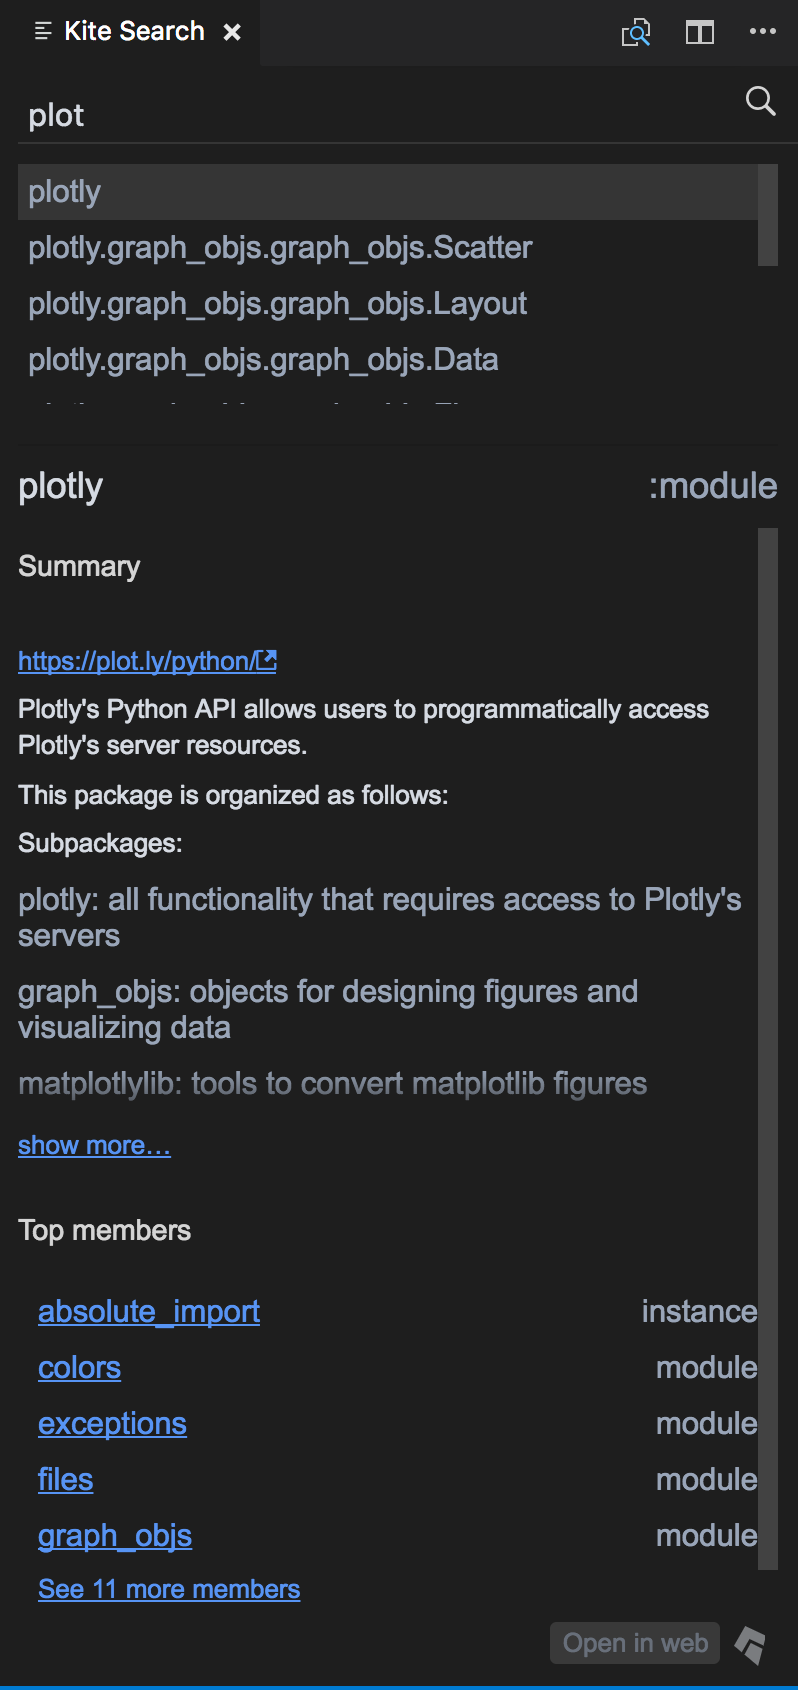 Kite Search
plot
plotly
plotly.graph_objs.graph_objs.Scatter
plotly.graph_objs.graph_objs.Layout
plotly.graph_objs.graph_objs.Data
plotly :module
Summary
https://plot.ly/python/
Plotly's Python API allows users to programmatically access
Plotly's server resources.
This package is organized as follows:
Subpackages:
plotly: all functionality that requires access to Plotly's
servers
graph_objs: objects for designing figures and
visualizing data
matplotlylib: tools to convert matplotlib figures
show more…
Top members
absolute_import instance
colors module
exceptions module
files module
graph_objs module
See 11 more members
Open in web